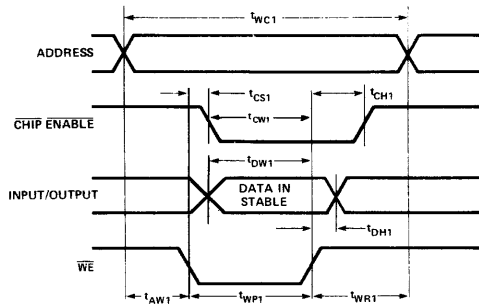 tWC1
ADDRESS
tCS1
tCH1
CHIP ENABLE
tCW1
tDW1
INPUT/OUTPUT
DATA IN
STABLE
tDH1
WE
tAW1
tWP1
tWR1